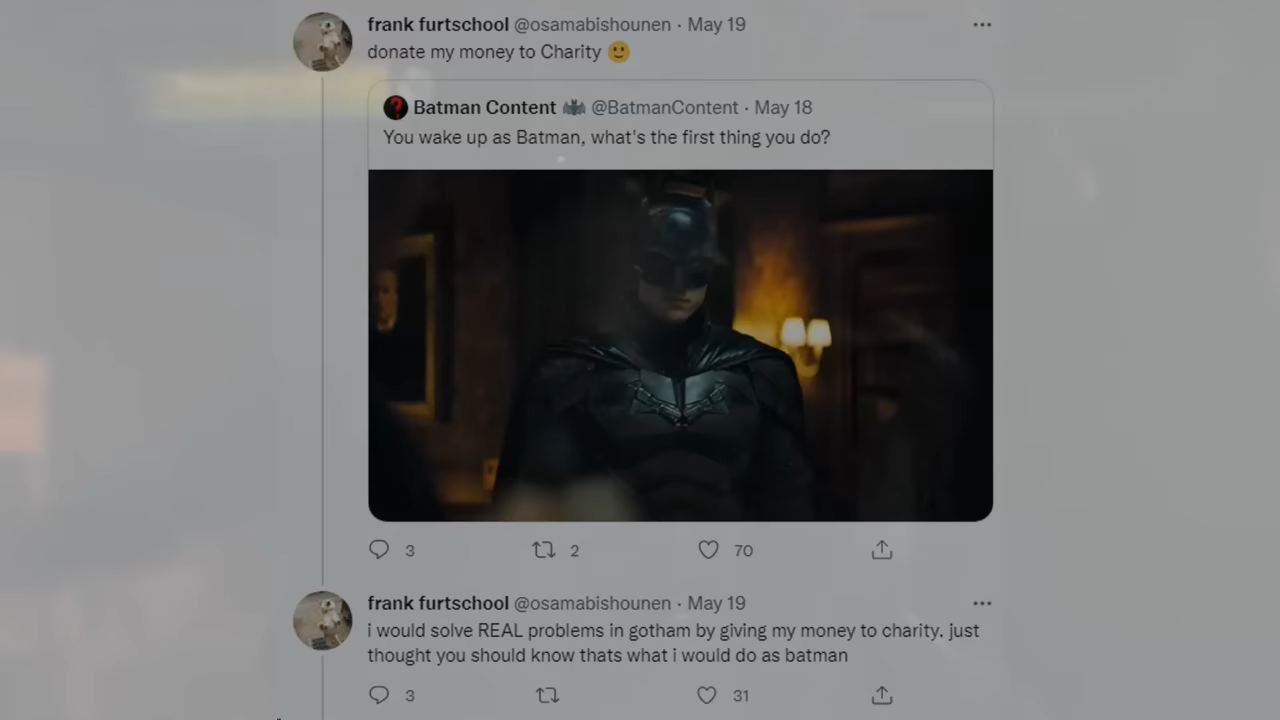 frank furtschool @osamabishounen · May 19
donate my money to Charity 🙂
Batman Content 🦇 @BatmanContent · May 18
You wake up as Batman, what's the first thing you do?
3 2 70
frank furtschool @osamabishounen · May 19
i would solve REAL problems in gotham by giving my money to charity. just
thought you should know thats what i would do as batman
3 31